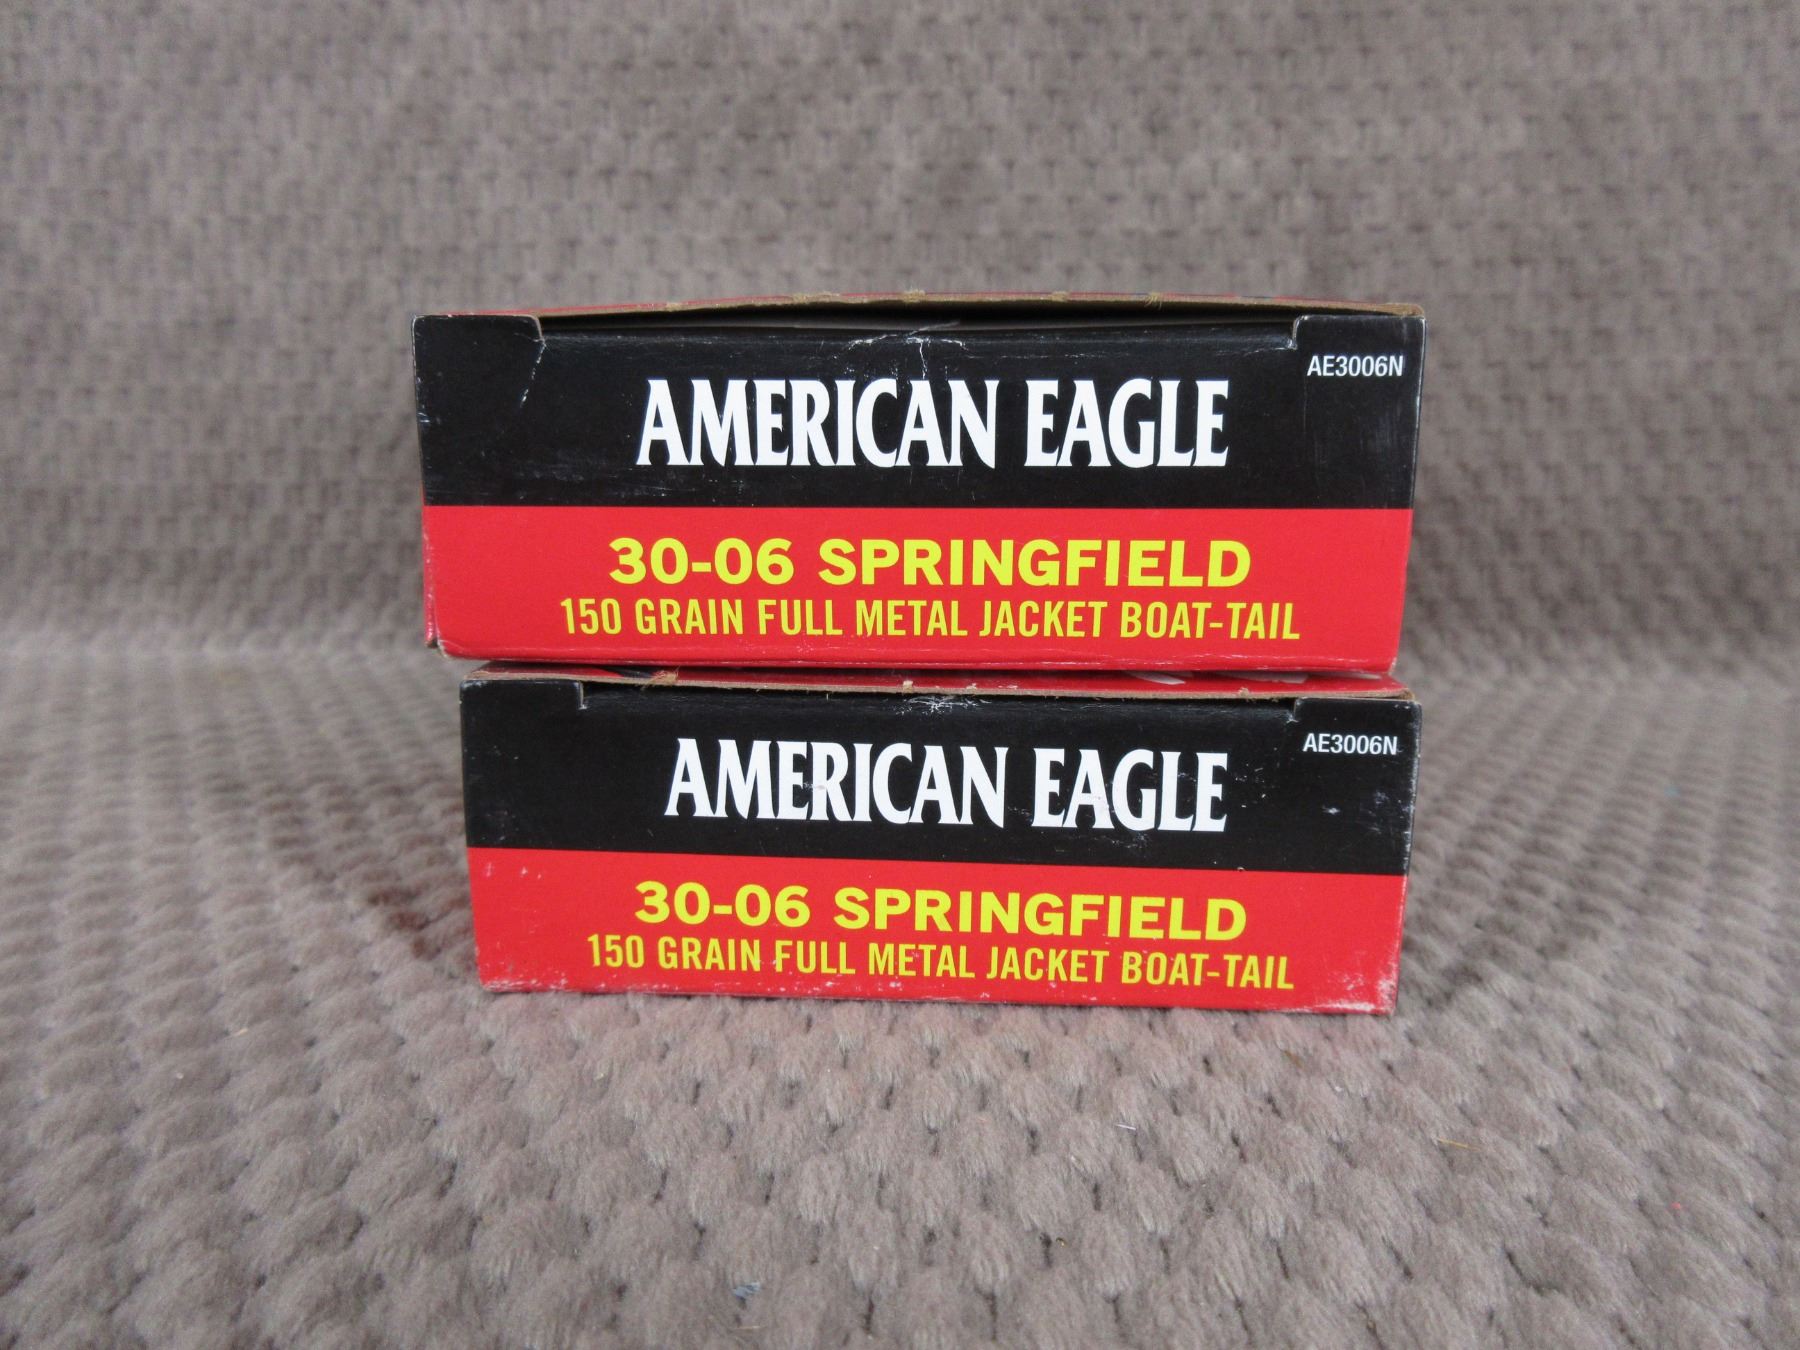 AE3006N
AMERICAN EAGLE
30-06 SPRINGFIELD
150 GRAIN FULL METAL JACKET BOAT-TAIL
AE3006N
AMERICAN EAGLE
30-06 SPRINGFIELD
150 GRAIN FULL METAL JACKET BOAT-TAIL